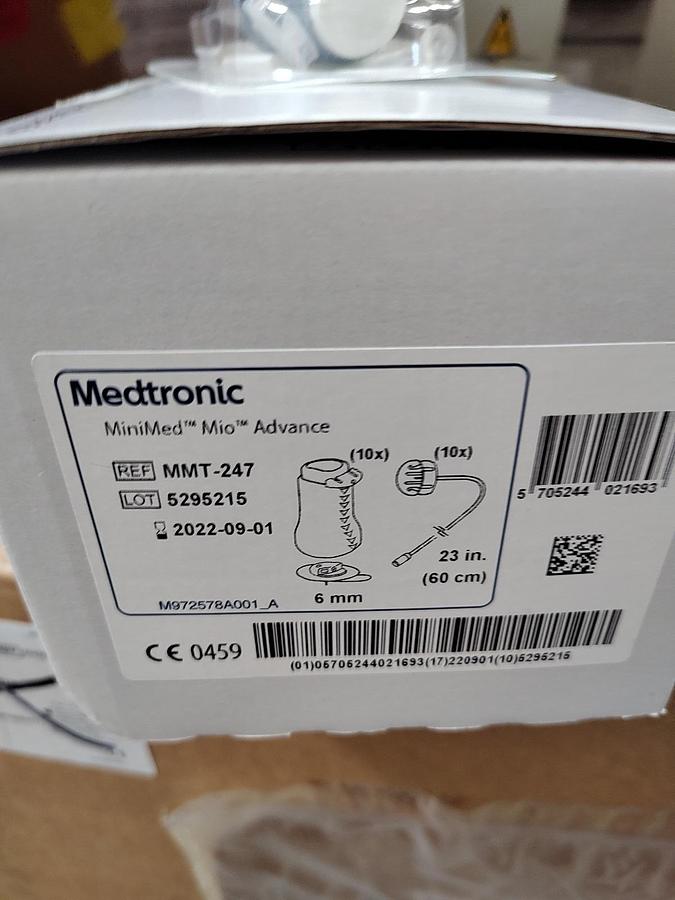 Medtronic
MiniMed™ Mio™ Advance
REF MMT-247
LOT 5295215
2022-09-01
(10x)
(10x)
23 in.
(60 cm)
6 mm
M972578A001_A
5 705244 021693
CE 0459
(01)05705244021693(17)220901(10)5295215